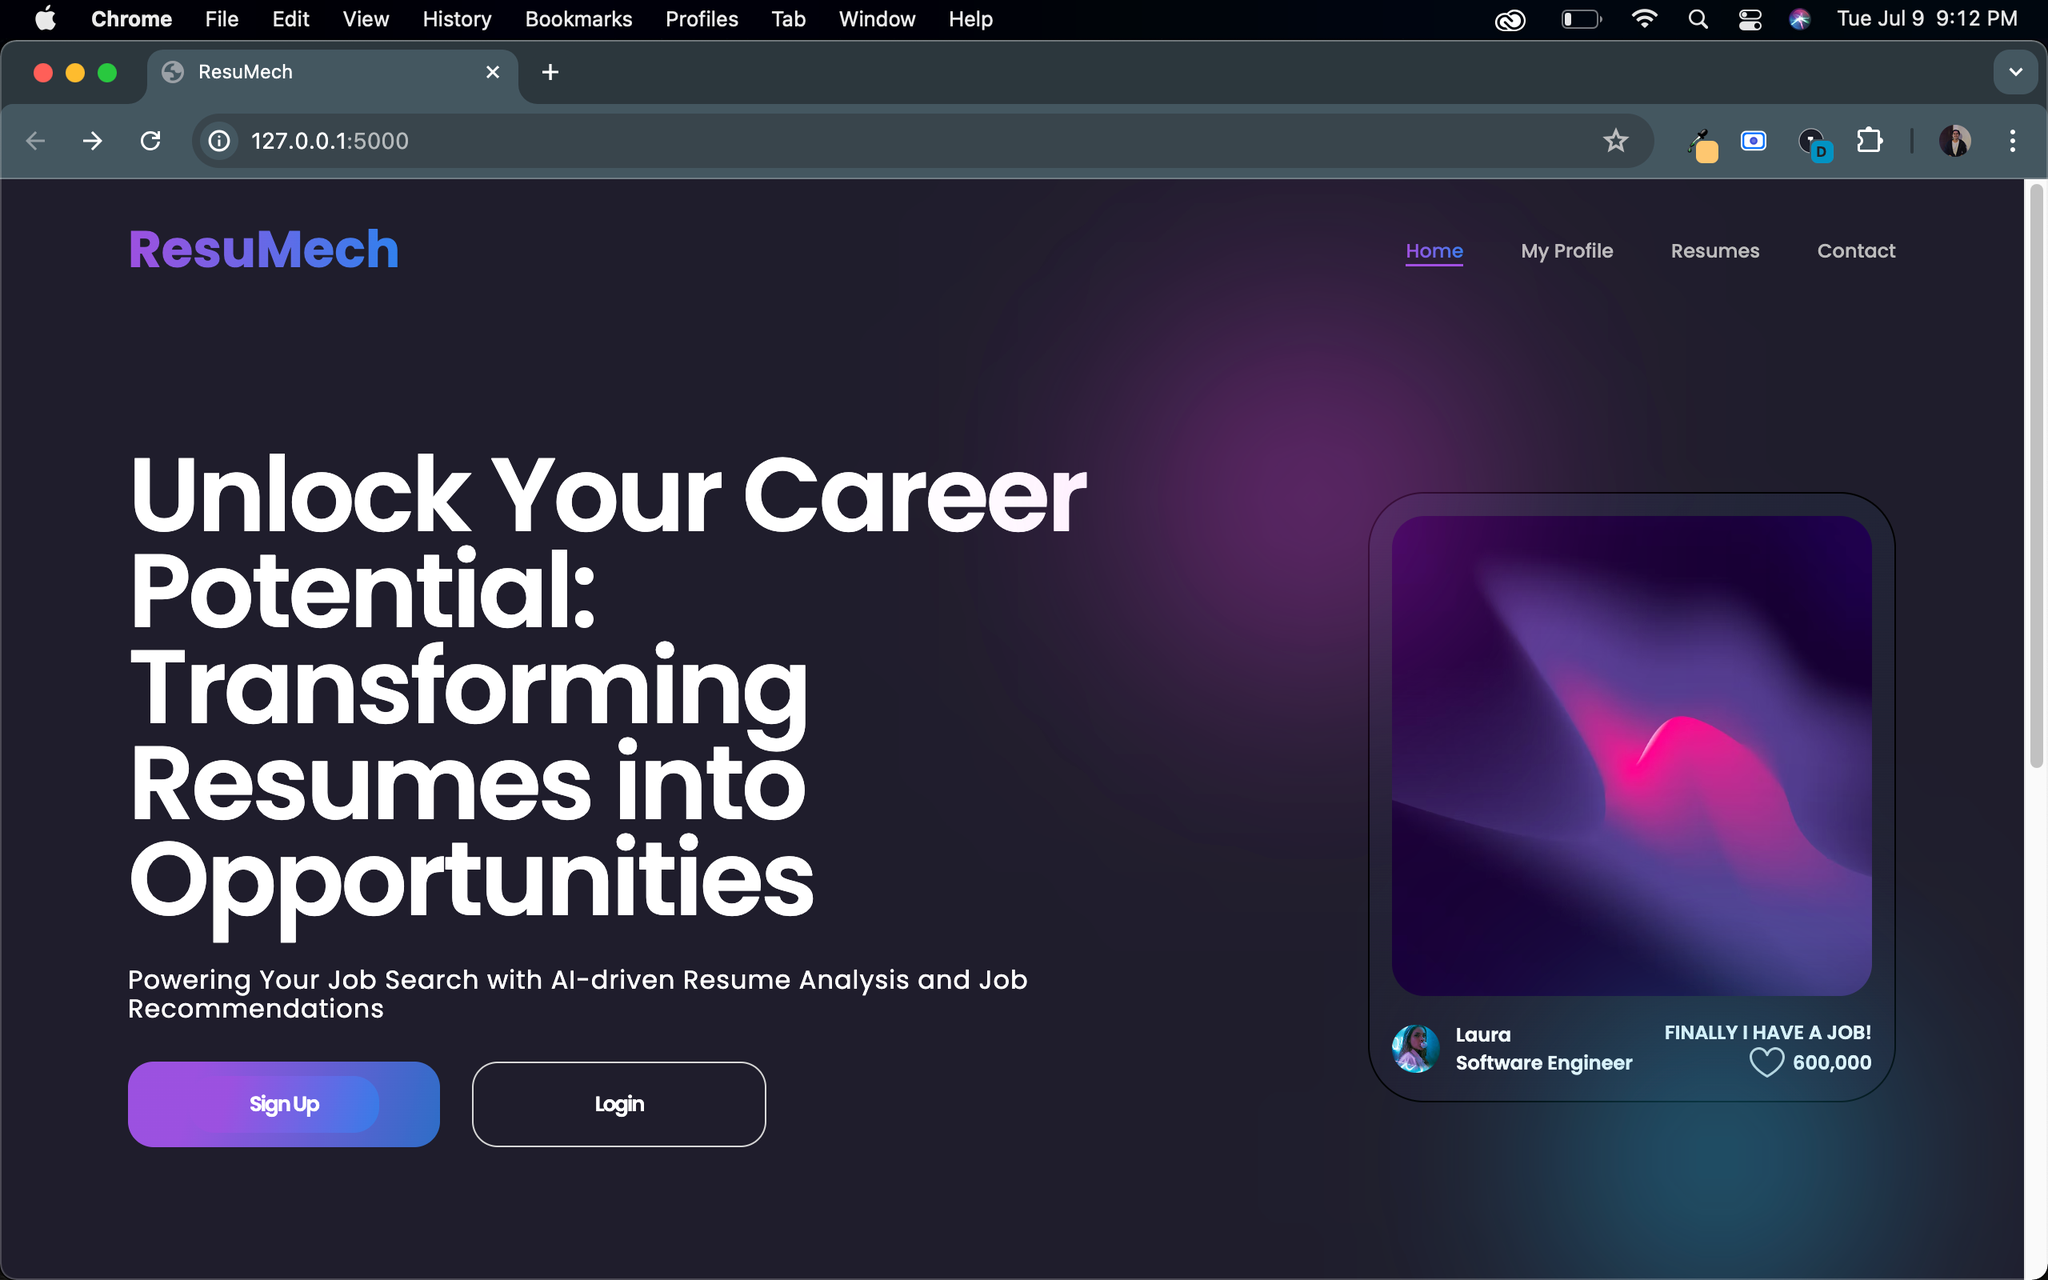 Chrome File Edit View History Bookmarks Profiles Tab Window Help Tue Jul 9 9:12 PM
ResuMech
127.0.0.1:5000
ResuMech
Home My Profile Resumes Contact
Unlock Your Career
Potential:
Transforming
Resumes into
Opportunities
Powering Your Job Search with AI-driven Resume Analysis and Job
Recommendations
Sign Up
Login
Laura
Software Engineer
FINALLY I HAVE A JOB!
600,000
D